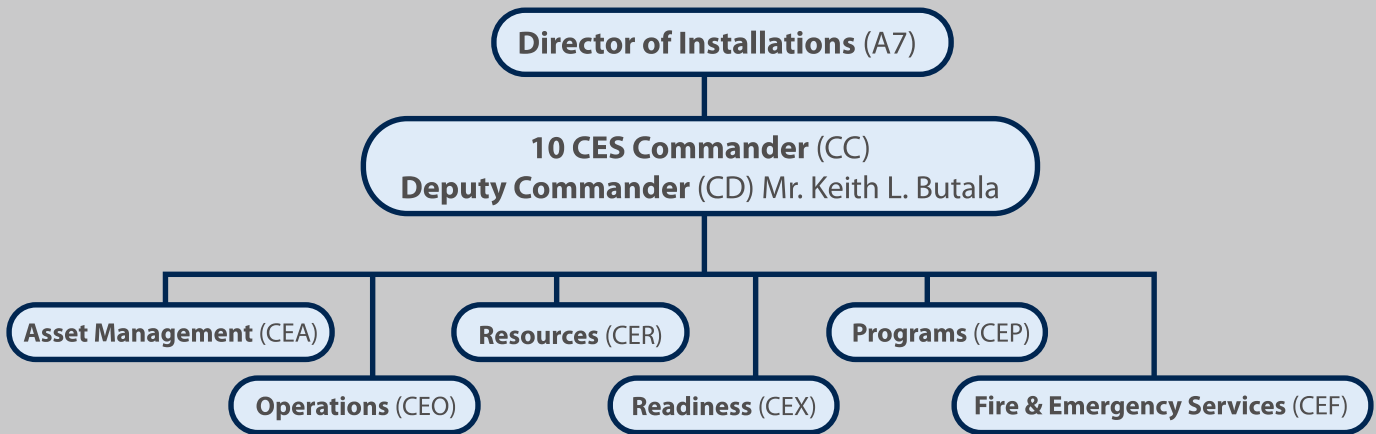 Director of Installations (A7)
10 CES Commander (CC)
Deputy Commander (CD) Mr. Keith L. Butala
Asset Management (CEA)
Resources (CER)
Programs (CEP)
Operations (CEO)
Readiness (CEX)
Fire & Emergency Services (CEF)